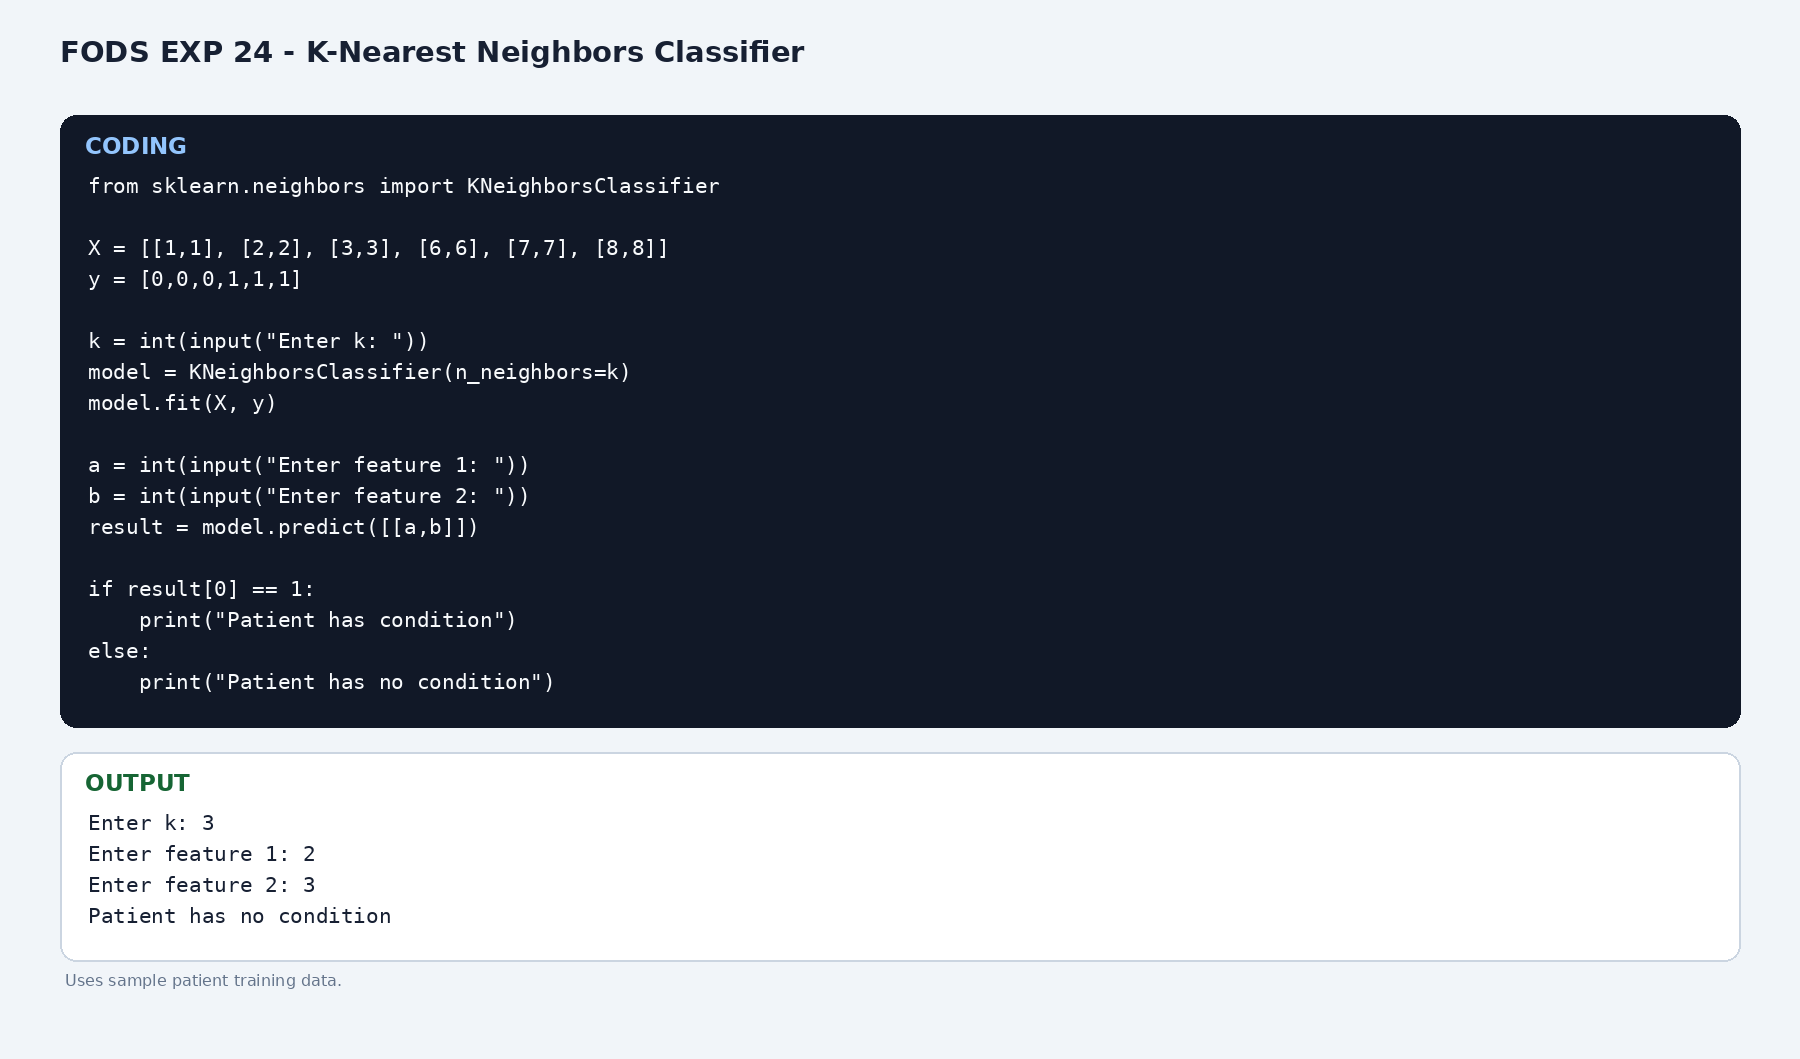 FODS EXP 24 - K-Nearest Neighbors Classifier
CODING
from sklearn.neighbors import KNeighborsClassifier
X = [[1,1], [2,2], [3,3], [6,6], [7,7], [8,8]]
y = [0,0,0,1,1,1]
k = int(input("Enter k: "))
model = KNeighborsClassifier(n_neighbors=k)
model.fit(X, y)
a = int(input("Enter feature 1: "))
b = int(input("Enter feature 2: "))
result = model.predict([[a,b]])
if result[0] == 1:
    print("Patient has condition")
else:
    print("Patient has no condition")
OUTPUT
Enter k: 3
Enter feature 1: 2
Enter feature 2: 3
Patient has no condition
Uses sample patient training data.